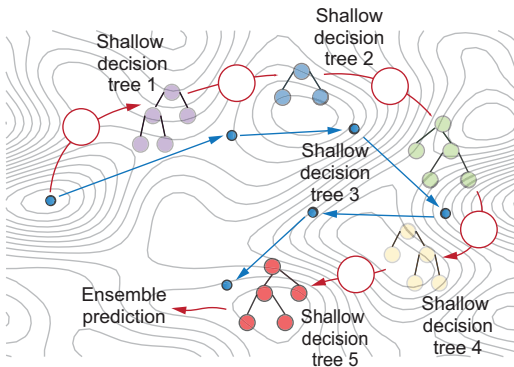 Shallow
decision
tree 1
Shallow
decision
tree 2
Shallow
decision
tree 3
Shallow
decision
tree 4
Shallow
decision
tree 5
Ensemble
prediction